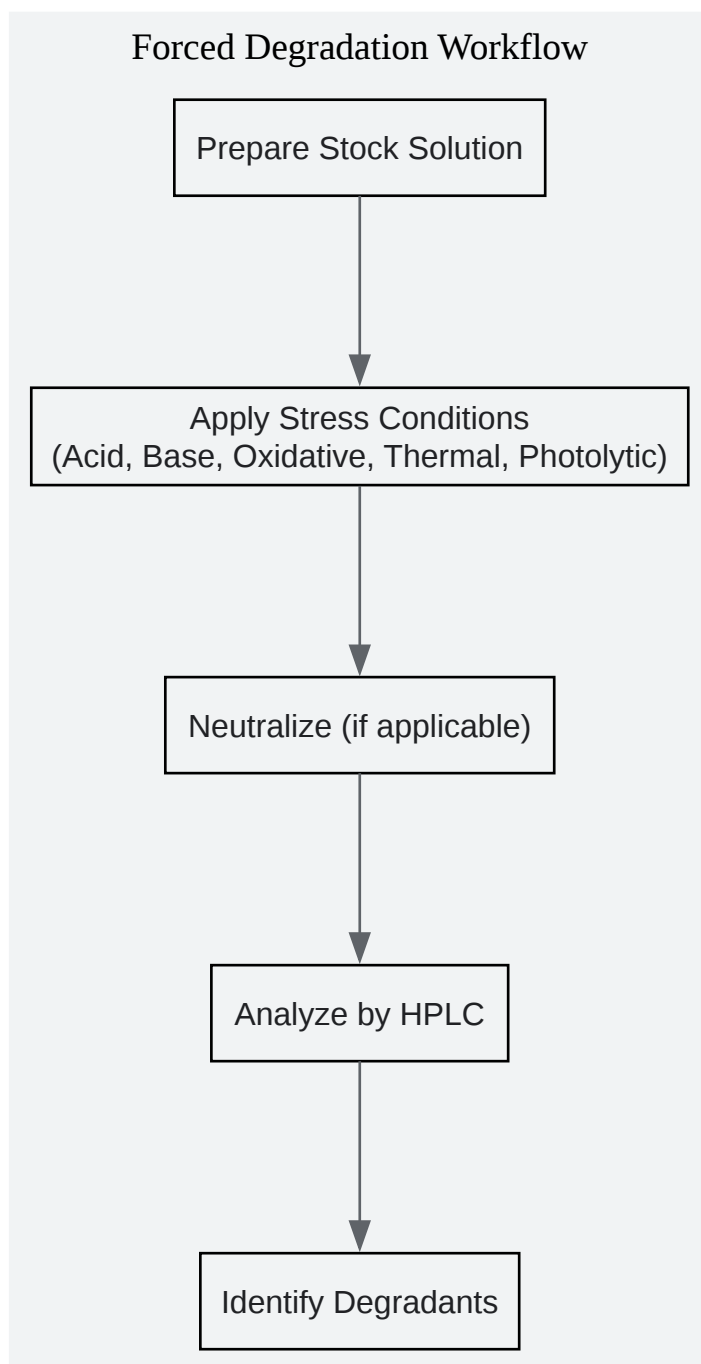 Forced Degradation Workflow
Prepare Stock Solution
Apply Stress Conditions
(Acid, Base, Oxidative, Thermal, Photolytic)
Neutralize (if applicable)
Analyze by HPLC
Identify Degradants